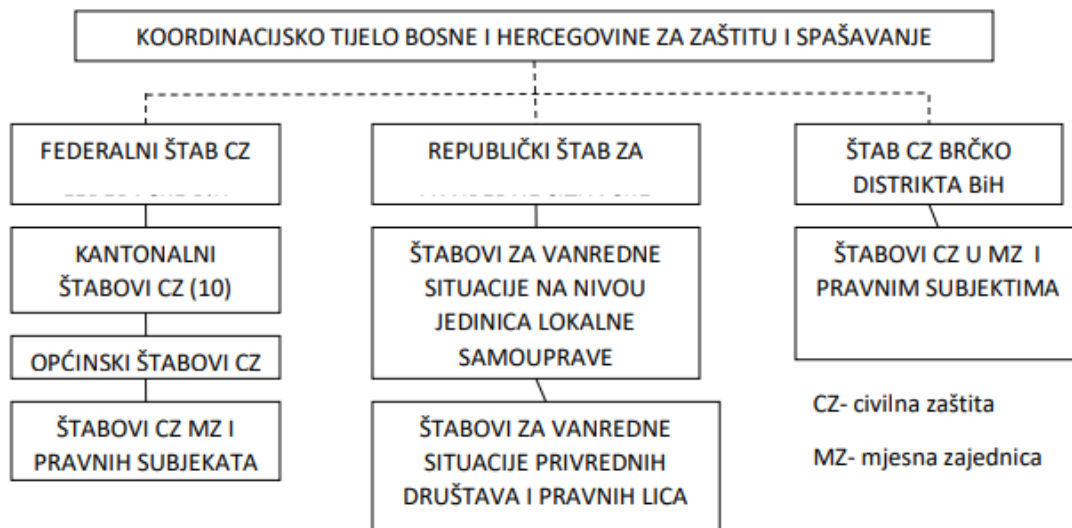 KOORDINACIJSKO TIJELO BOSNE I HERCEGOVINE ZA ZAŠTITU I SPAŠAVANJE
FEDERALNI ŠTAB CZ
REPUBLIČKI ŠTAB ZA
ŠTAB CZ BRČKO
DISTRIKTA BiH
KANTONALNI
ŠTABOVI CZ (10)
ŠTABOVI ZA VANREDNE
SITUACIJE NA NIVOU
JEDINICA LOKALNE
SAMOUPRAVE
ŠTABOVI CZ U MZ I
PRAVNIM SUBJEKTIMA
OPĆINSKI ŠTABOVI CZ
ŠTABOVI CZ MZ I
PRAVNIH SUBJEKATA
ŠTABOVI ZA VANREDNE
SITUACIJE PRIVREDNIH
DRUŠTAVA I PRAVNIH LICA
CZ- civilna zaštita
MZ- mjesna zajednica